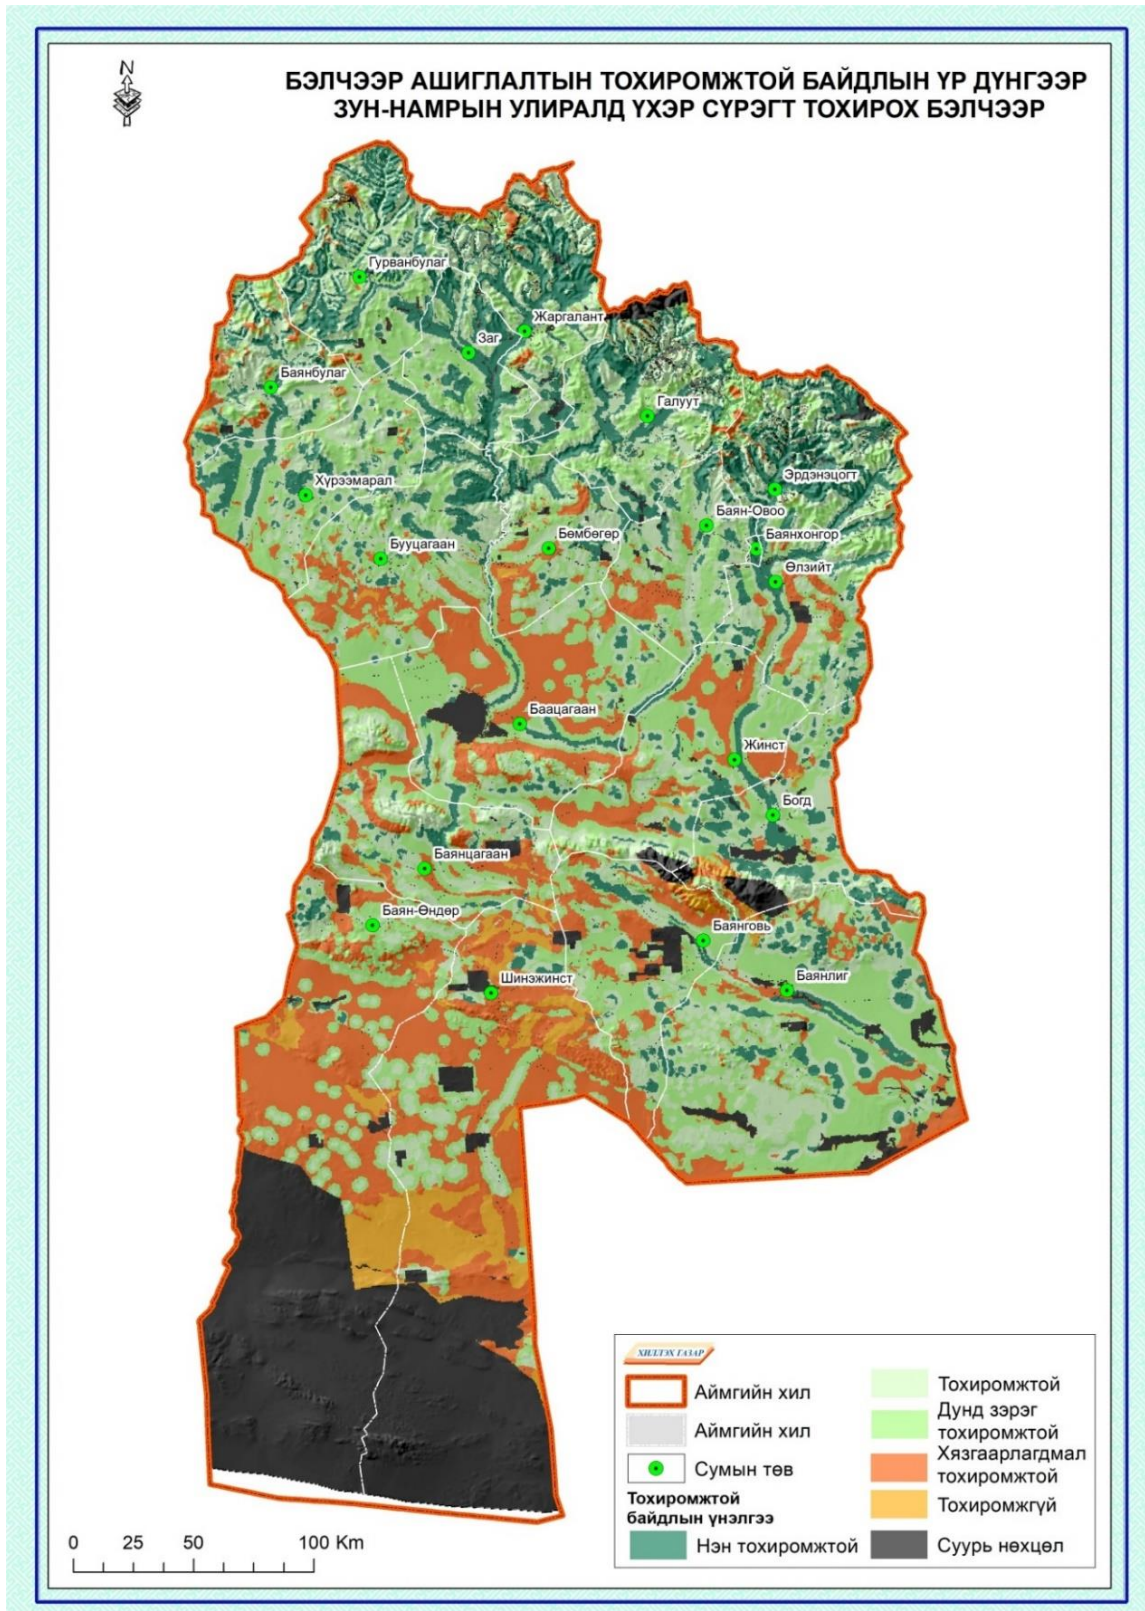 N
БЭЛЧЭЭР АШИГЛАЛТЫН ТОХИРОМЖТОЙ БАЙДЛЫН ҮР ДҮНГЭЭР
ЗУН-НАМРЫН УЛИРАЛД ҮХЭР СҮРЭГТ ТОХИРОХ БЭЛЧЭЭР
Гурванбулаг
Жаргалант
Заг
Баянбулаг
Галуут
Эрдэнэцогт
Хүрээмарал
Баян-Овоо
Баянхонгор
Бөмбөгөр
Бууцагаан
Өлзийт
Баацагаан
Жинст
Богд
Баянцагаан
Баян-Өндөр
Баянговь
Шинэжинст
Баянлиг
ХИЛЛЭХ ГАЗАР
Аймгийн хил
Аймгийн хил
Сумын төв
Тохиромжтой
байдлын үнэлгээ
Нэн тохиромжтой
Тохиромжтой
Дунд зэрэг
тохиромжтой
Хязгаарлагдмал
тохиромжтой
Тохиромжгүй
Суурь нөхцөл
0 25 50 100 Km